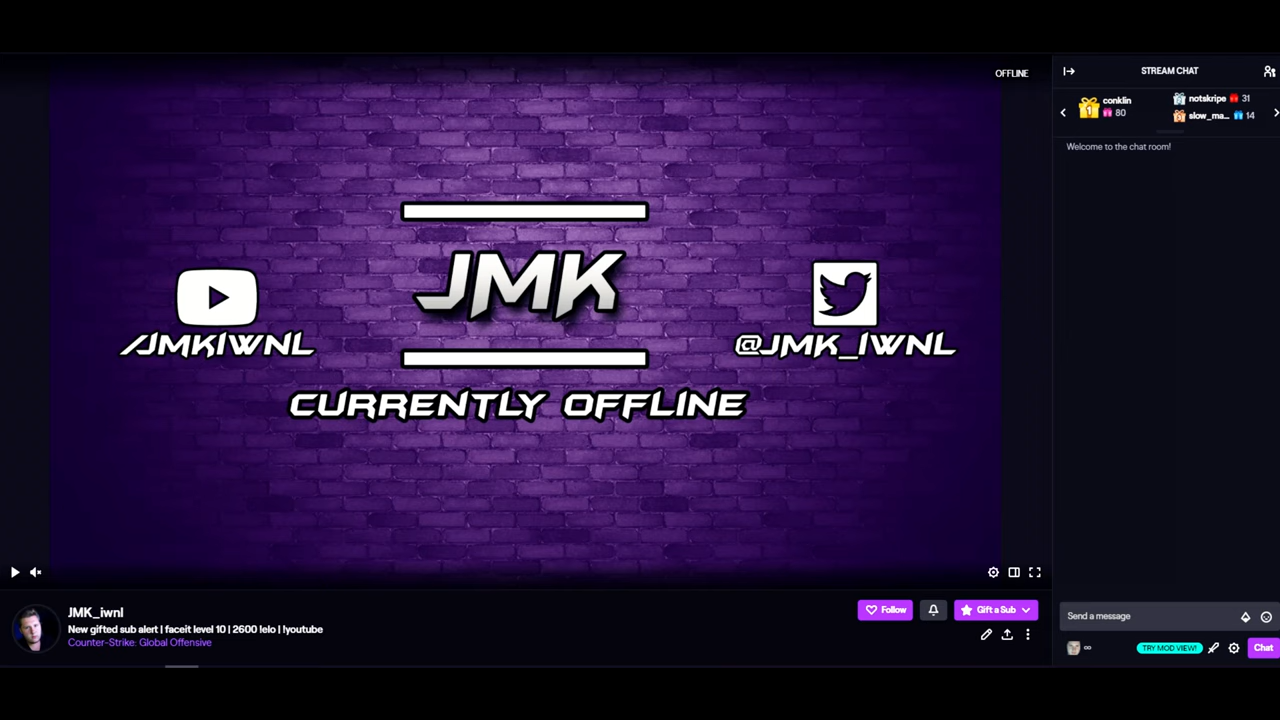 OFFLINE
JMK
/JMKIWNL
@JMK_IWNL
CURRENTLY OFFLINE
JMK_iwnl
New gifted sub alert | faceit level 10 | 2600 !elo | !youtube
Counter-Strike: Global Offensive
Follow
Gift a Sub
STREAM CHAT
1
conklin
80
notskripe 31
slow_ma... 14
Welcome to the chat room!
Send a message
TRY MOD VIEW!
Chat